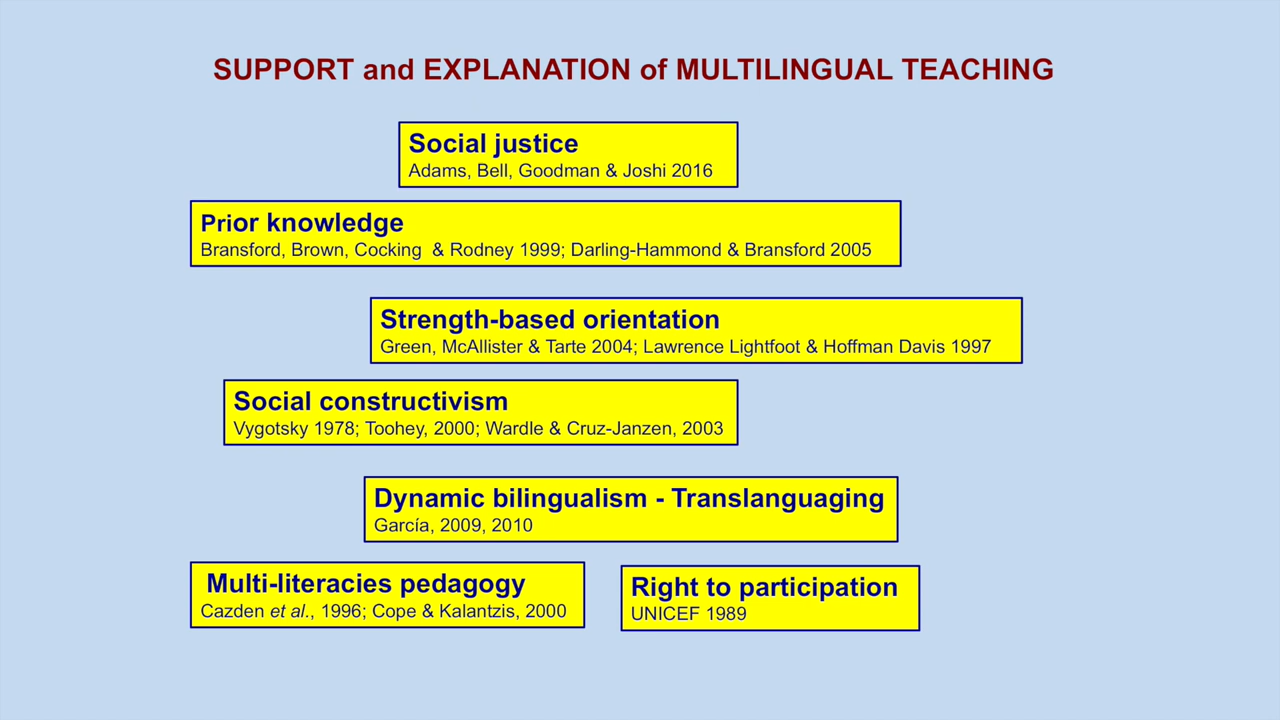 SUPPORT and EXPLANATION of MULTILINGUAL TEACHING
Social justice
Adams, Bell, Goodman & Joshi 2016
Prior knowledge
Bransford, Brown, Cocking & Rodney 1999; Darling-Hammond & Bransford 2005
Strength-based orientation
Green, McAllister & Tarte 2004; Lawrence Lightfoot & Hoffman Davis 1997
Social constructivism
Vygotsky 1978; Toohey, 2000; Wardle & Cruz-Janzen, 2003
Dynamic bilingualism - Translanguaging
García, 2009, 2010
Multi-literacies pedagogy
Cazden et al., 1996; Cope & Kalantzis, 2000
Right to participation
UNICEF 1989